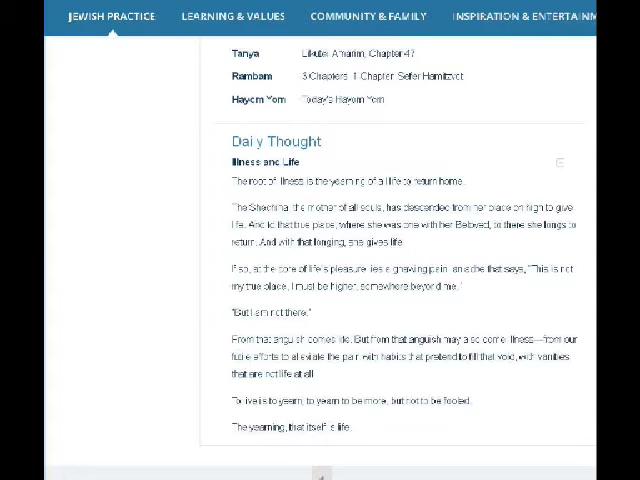 JEWISH PRACTICE LEARNING & VALUES COMMUNITY & FAMILY INSPIRATION & ENTERTAINM
Tanya Likutei Amarim, Chapter 47
Rambam 3 Chapters, 1 Chapter, Sefer Hamitzvot
Hayom Yom Today's Hayom Yom
Daily Thought
Illness and Life
The root of illness is the yearning of all life to return home.
The Shechina, the mother of all souls, has descended from her place on high to give
life. And to that true place, where she was one with her Beloved, to there she longs to
return. And with that longing, she gives life.
If so, at the core of life's pleasure lies a gnawing pain, an ache that says, "This is not
my true place, I must be higher, somewhere beyond me."
"But I am not there."
From that anguish comes life. But from that anguish may also come illness—from our
futile efforts to alleviate the pain with habits that pretend to fill that void, with vanities
that are not life at all.
To live is to yearn, to yearn to be more, but not to be fooled.
The yearning, that itself is life.